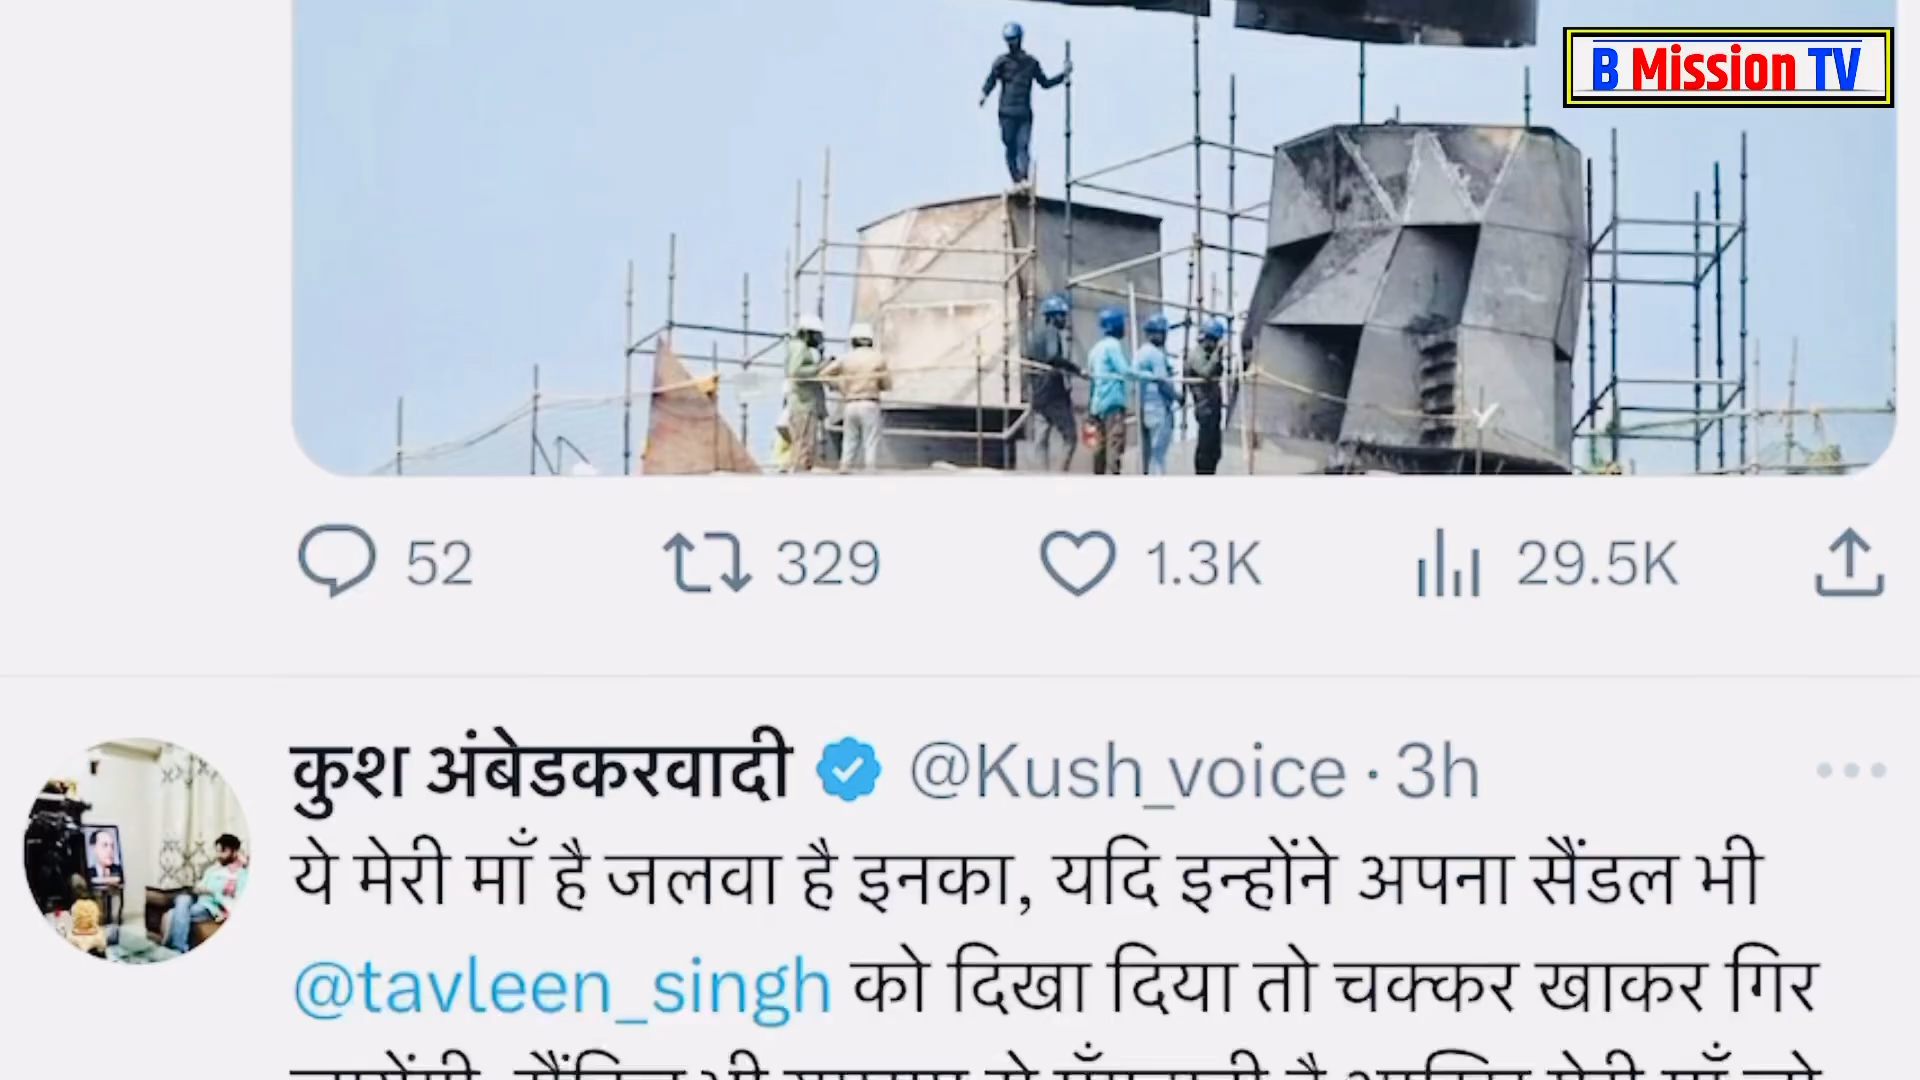 B Mission TV
52 329 1.3K 29.5K
कुश अंबेडकरवादी @Kush_voice · 3h
ये मेरी माँ है जलवा है इनका, यदि इन्होंने अपना सैंडल भी
@tavleen_singh को दिखा दिया तो चक्कर खाकर गिर